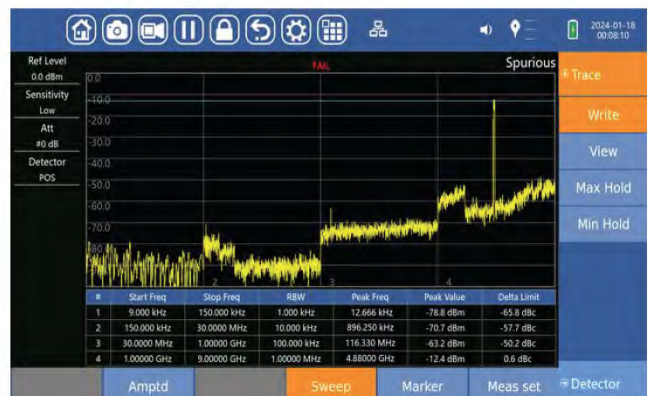 2024-01-18
00:08:10
Ref Level
0.0 dBm
Sensitivity
Low
Att
#0 dB
Detector
POS
FAIL
Spurious
0.0
-10.0
-20.0
-30.0
-40.0
-50.0
-60.0
-70.0
-80.0
2
3
4
# Start Freq Stop Freq RBW Peak Freq Peak Value Delta Limit
1 9.000 kHz 150.000 kHz 1.000 kHz 12.666 kHz -78.8 dBm -65.8 dBc
2 150.000 kHz 30.0000 MHz 10.000 kHz 896.250 kHz -70.7 dBm -57.7 dBc
3 30.0000 MHz 1.00000 GHz 100.000 kHz 116.330 MHz -63.2 dBm -50.2 dBc
4 1.00000 GHz 9.00000 GHz 1.00000 MHz 4.88000 GHz -12.4 dBm 0.6 dBc
Trace
Write
View
Max Hold
Min Hold
Detector
Amptd
Sweep
Marker
Meas set